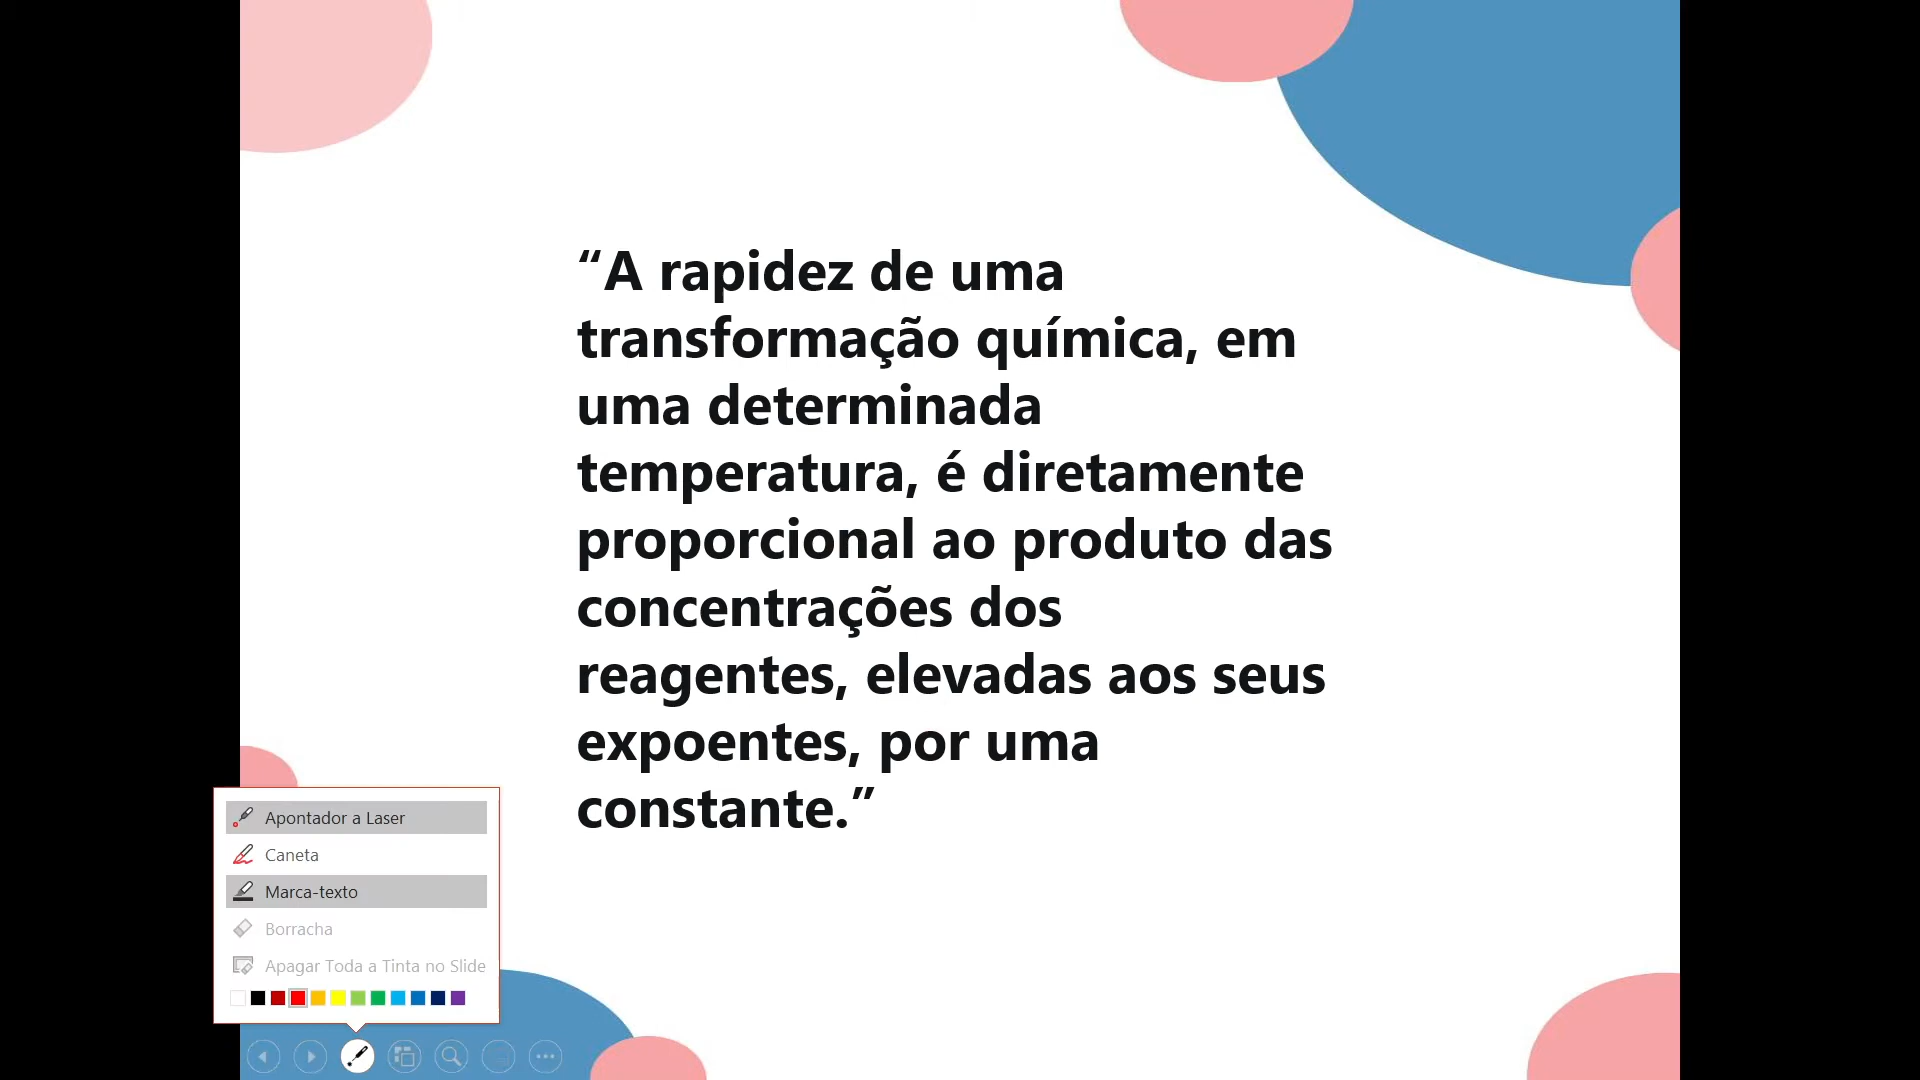 “A rapidez de uma
transformação química, em
uma determinada
temperatura, é diretamente
proporcional ao produto das
concentrações dos
reagentes, elevadas aos seus
expoentes, por uma
constante.”
Apontador a Laser
Caneta
Marca-texto
Borracha
Apagar Toda a Tinta no Slide